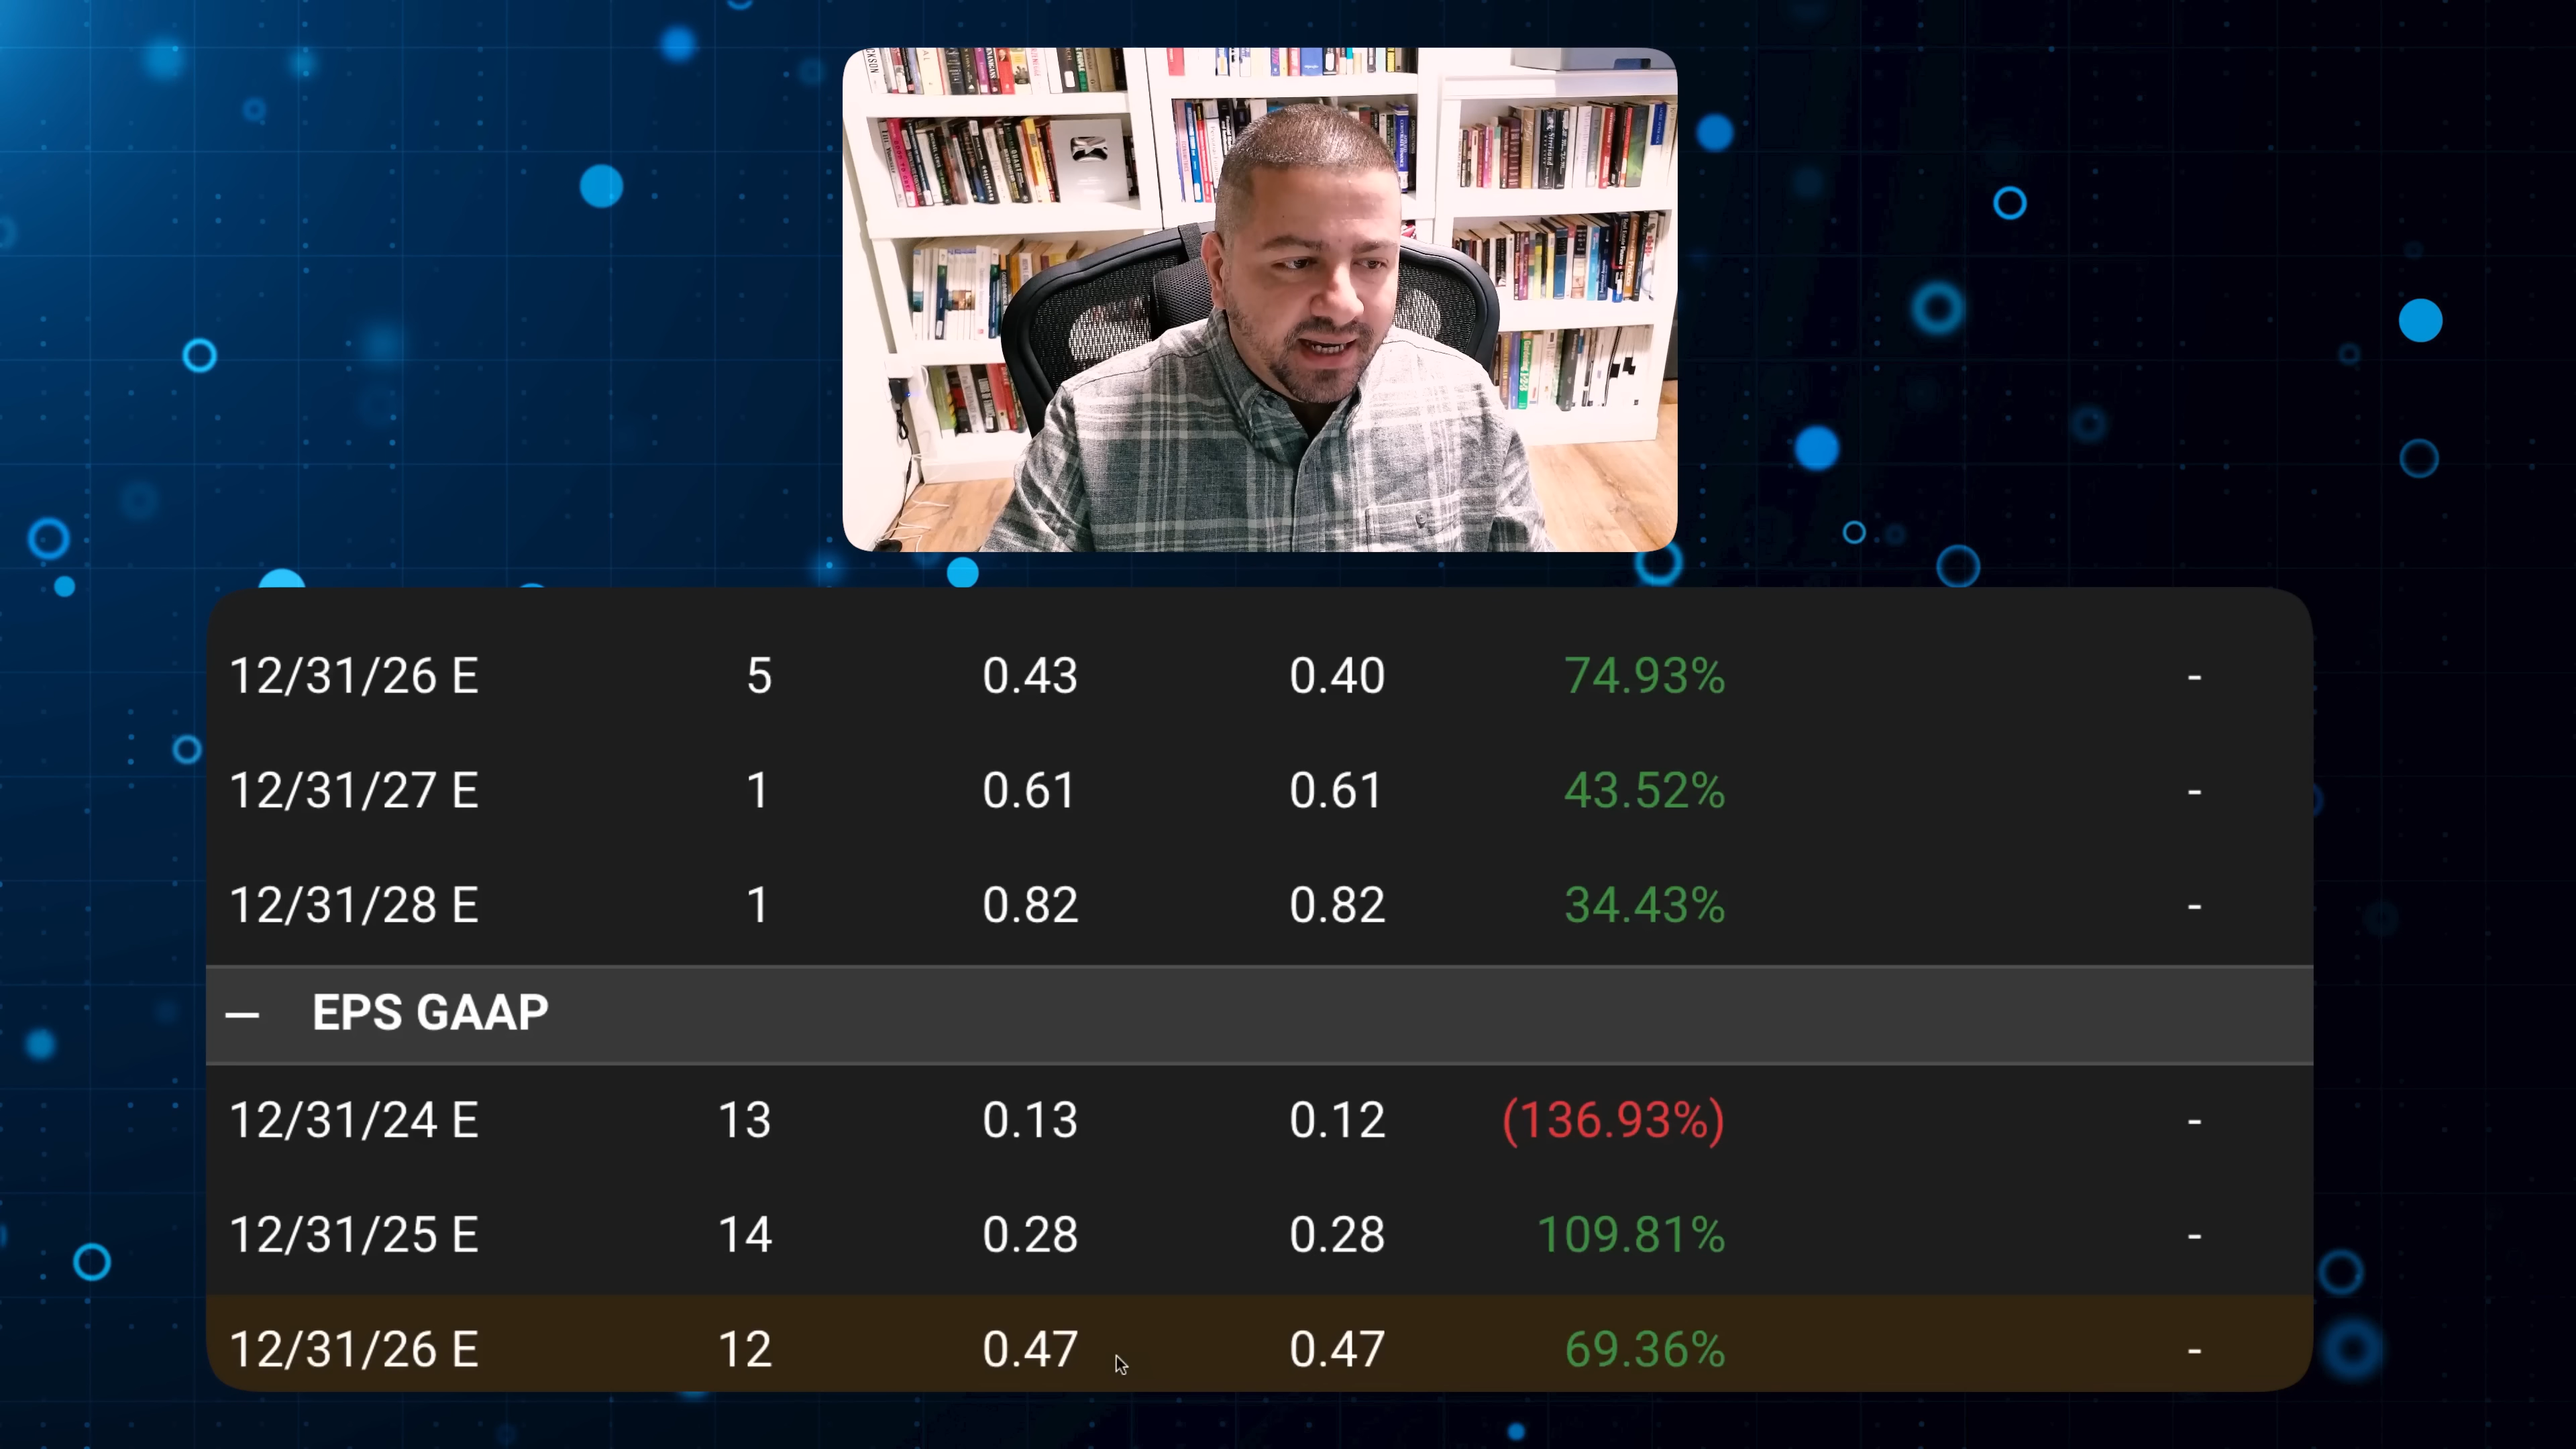 12/31/26 E 5 0.43 0.40 74.93% -
12/31/27 E 1 0.61 0.61 43.52% -
12/31/28 E 1 0.82 0.82 34.43% -
— EPS GAAP
12/31/24 E 13 0.13 0.12 (136.93%) -
12/31/25 E 14 0.28 0.28 109.81% -
12/31/26 E 12 0.47 0.47 69.36% -